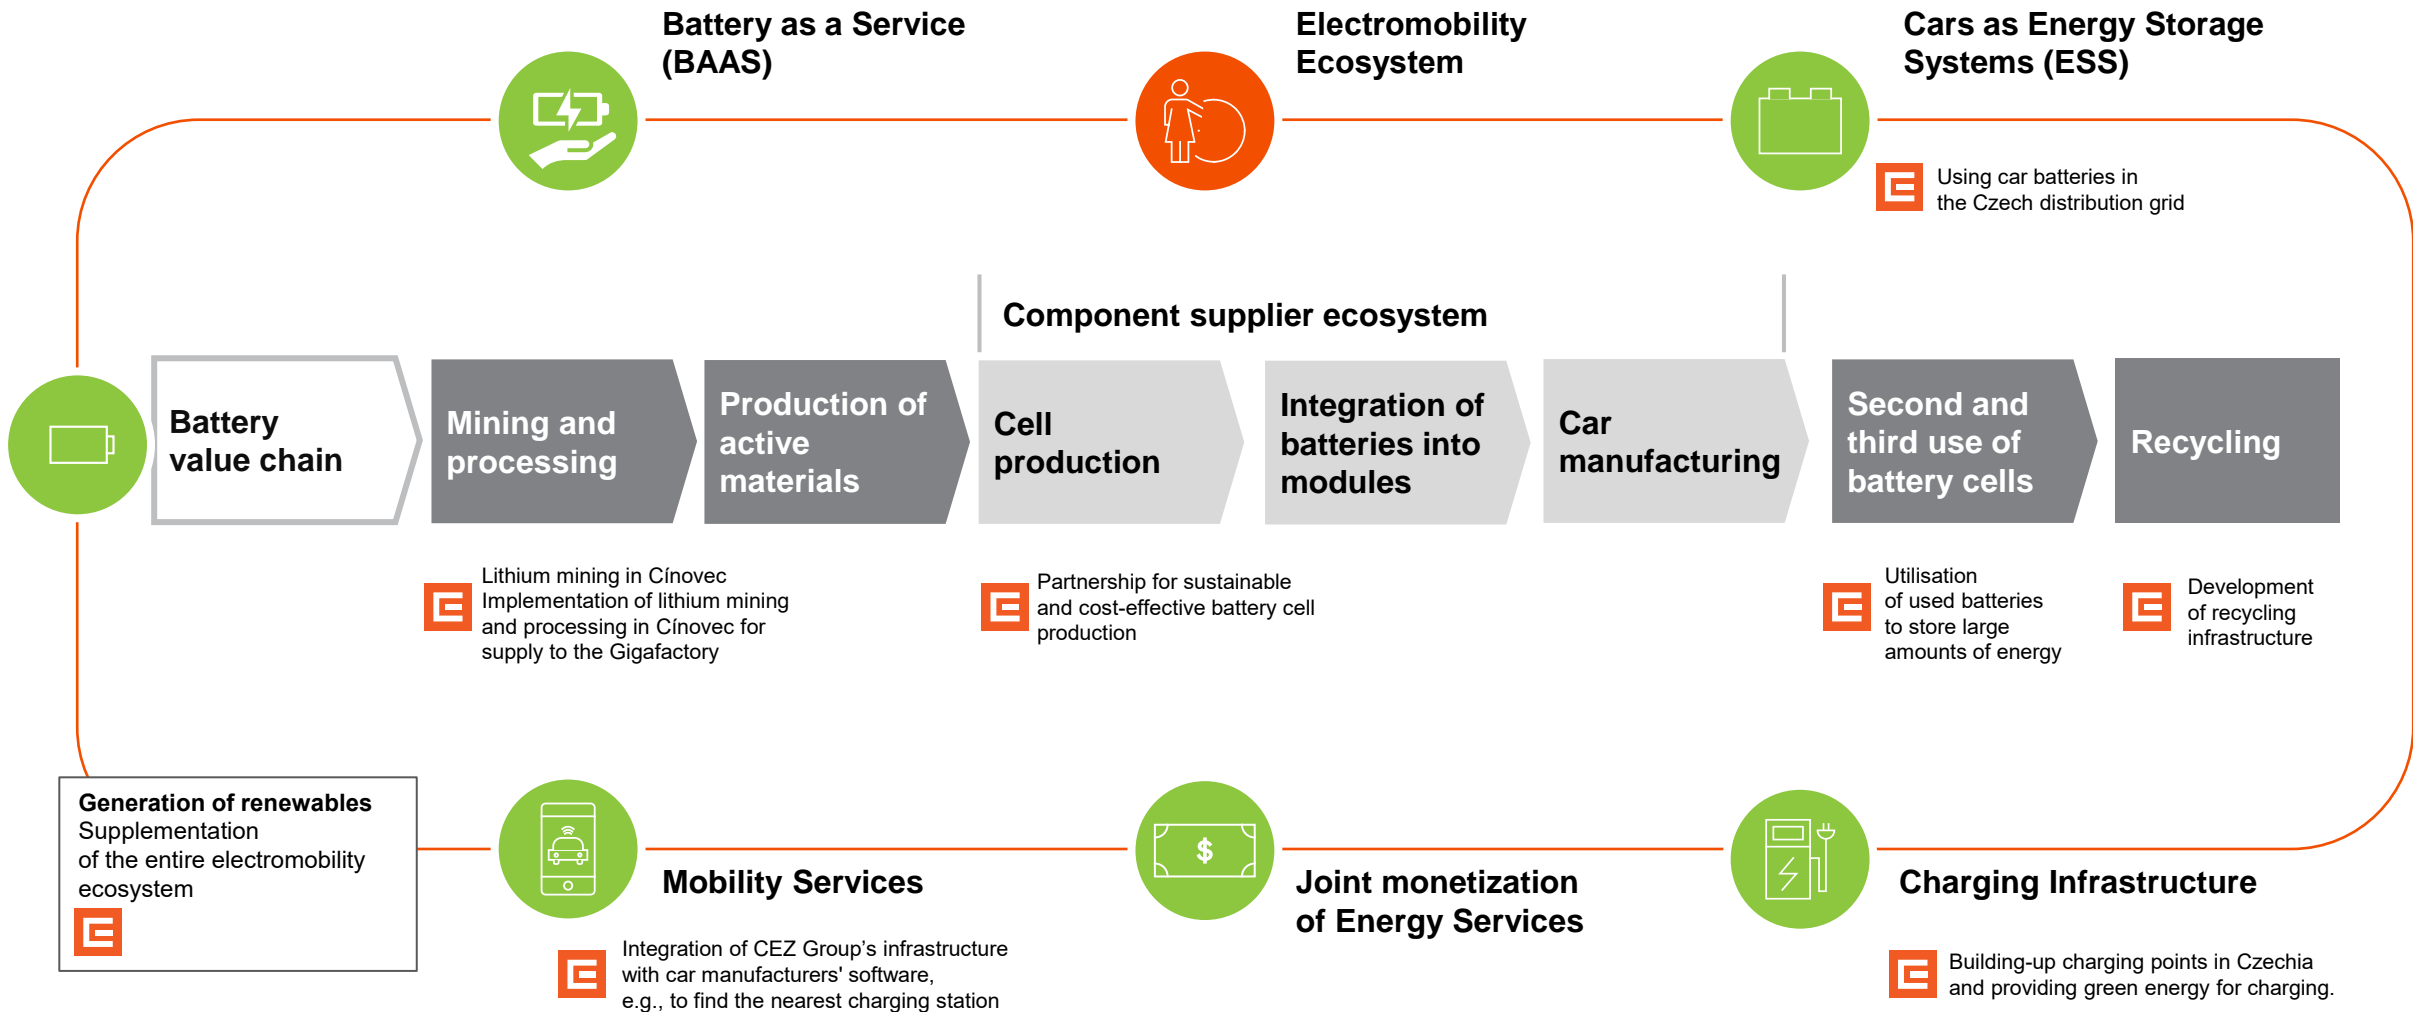 Battery as a Service
(BAAS)
Electromobility
Ecosystem
Cars as Energy Storage
Systems (ESS)
Using car batteries in
the Czech distribution grid
Component supplier ecosystem
Battery
value chain
Mining and
processing
Production of
active
materials
Cell
production
Integration of
batteries into
modules
Car
manufacturing
Second and
third use of
battery cells
Recycling
Lithium mining in Cínovec
Implementation of lithium mining
and processing in Cínovec for
supply to the Gigafactory
Partnership for sustainable
and cost-effective battery cell
production
Utilisation
of used batteries
to store large
amounts of energy
Development
of recycling
infrastructure
Generation of renewables
Supplementation
of the entire electromobility
ecosystem
Mobility Services
Integration of CEZ Group’s infrastructure
with car manufacturers' software,
e.g., to find the nearest charging station
$
Joint monetization
of Energy Services
Charging Infrastructure
Building-up charging points in Czechia
and providing green energy for charging.